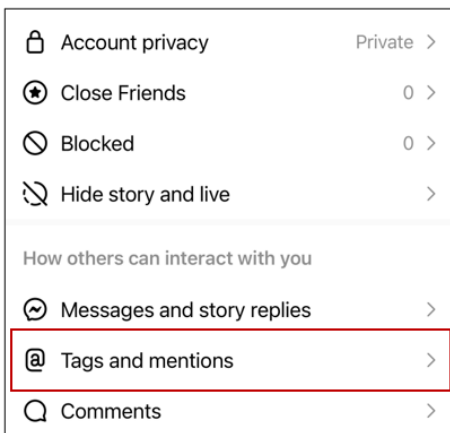 Account privacy Private >
Close Friends 0 >
Blocked 0 >
Hide story and live >
How others can interact with you
Messages and story replies >
@ Tags and mentions >
Comments >